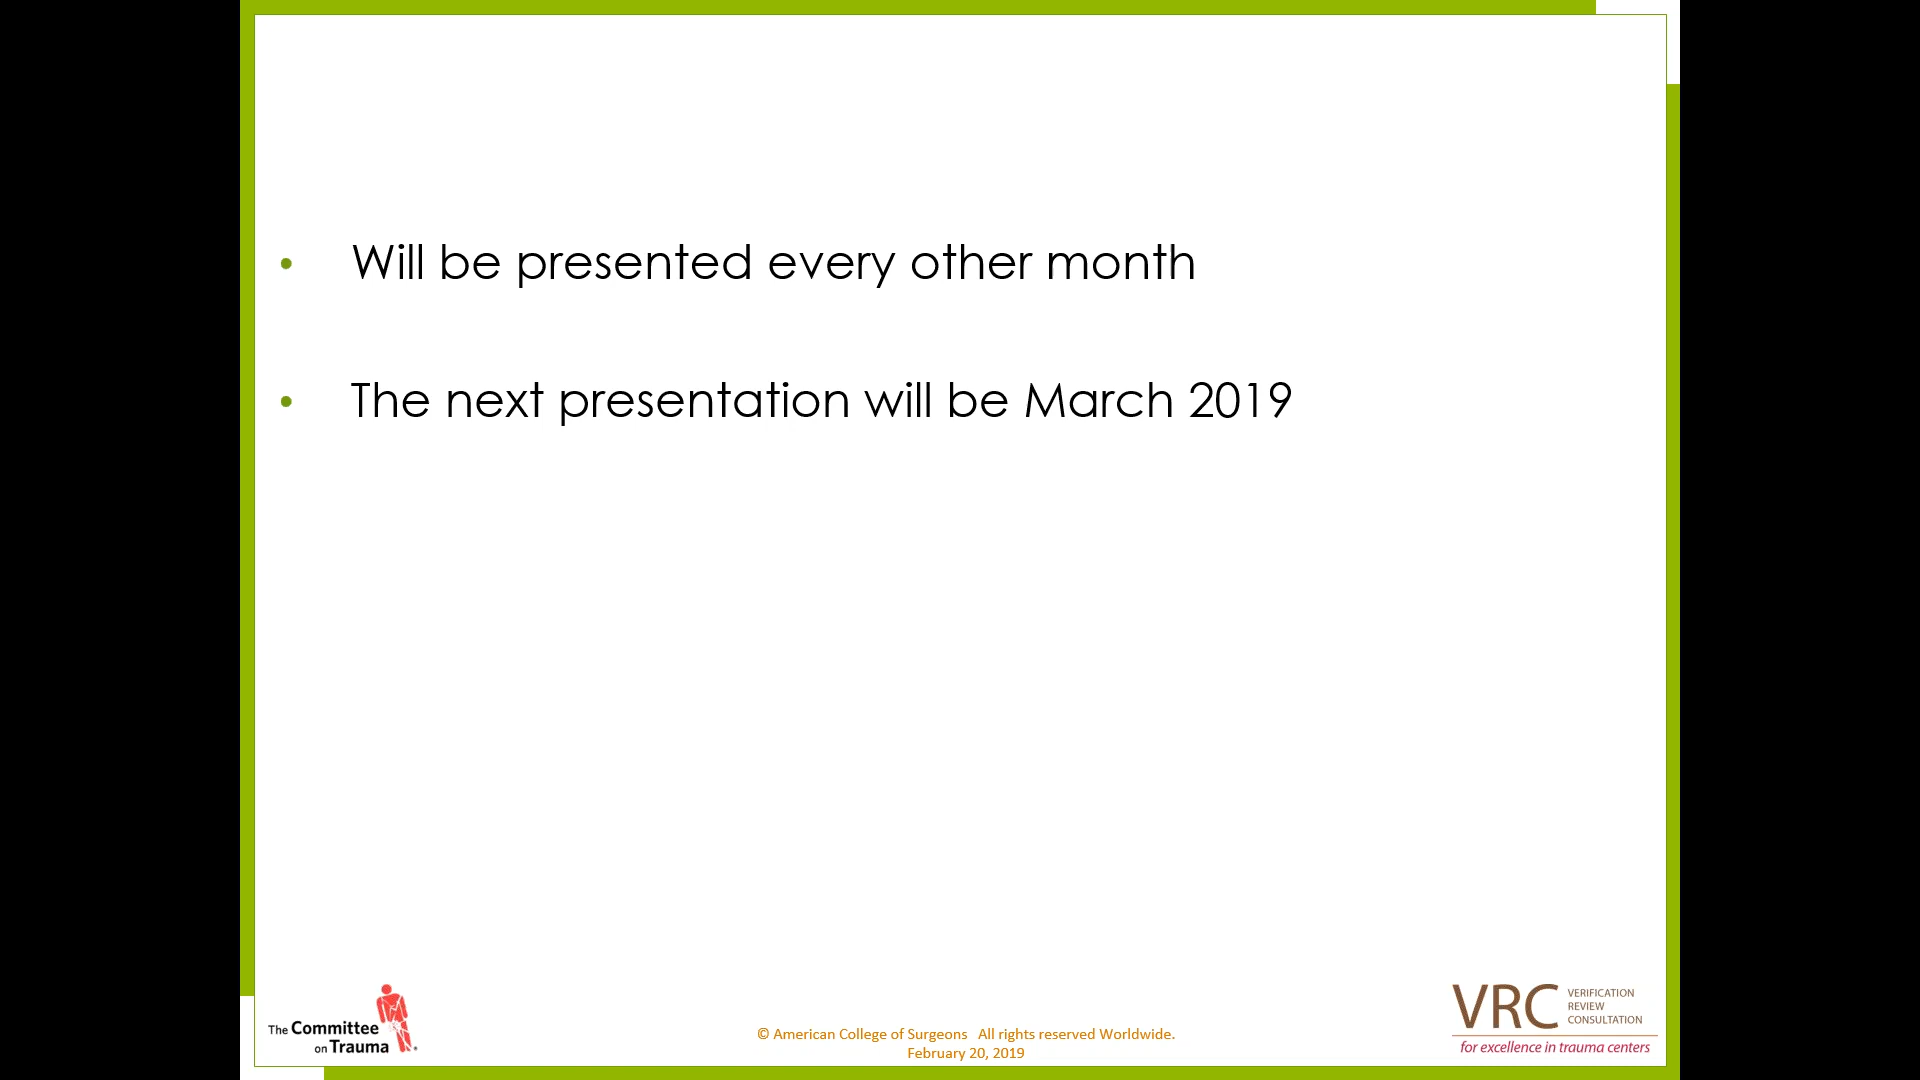 • Will be presented every other month
• The next presentation will be March 2019
The Committee
on Trauma
© American College of Surgeons All rights reserved Worldwide.
February 20, 2019
VRC VERIFICATION
REVIEW
CONSULTATION
for excellence in trauma centers